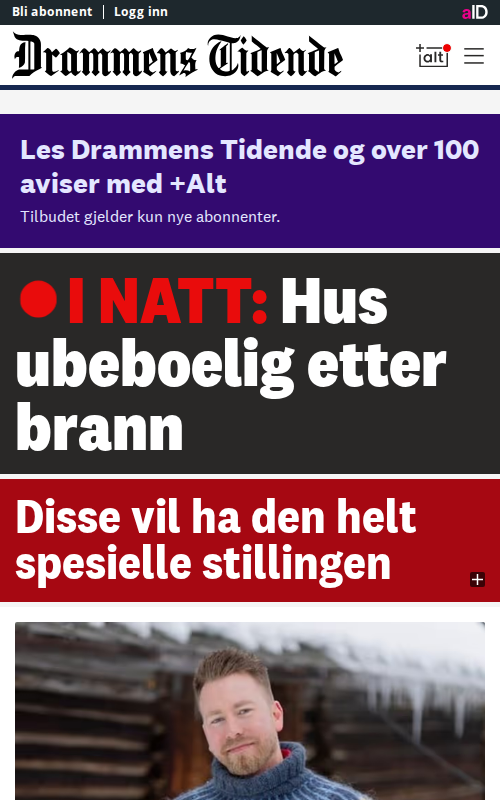 Bli abonnent
Logg inn
aID
Drammens Tidende
+alt
Les Drammens Tidende og over 100
aviser med +Alt
Tilbudet gjelder kun nye abonnenter.
I NATT: Hus
ubeboelig etter
brann
Disse vil ha den helt
spesielle stillingen